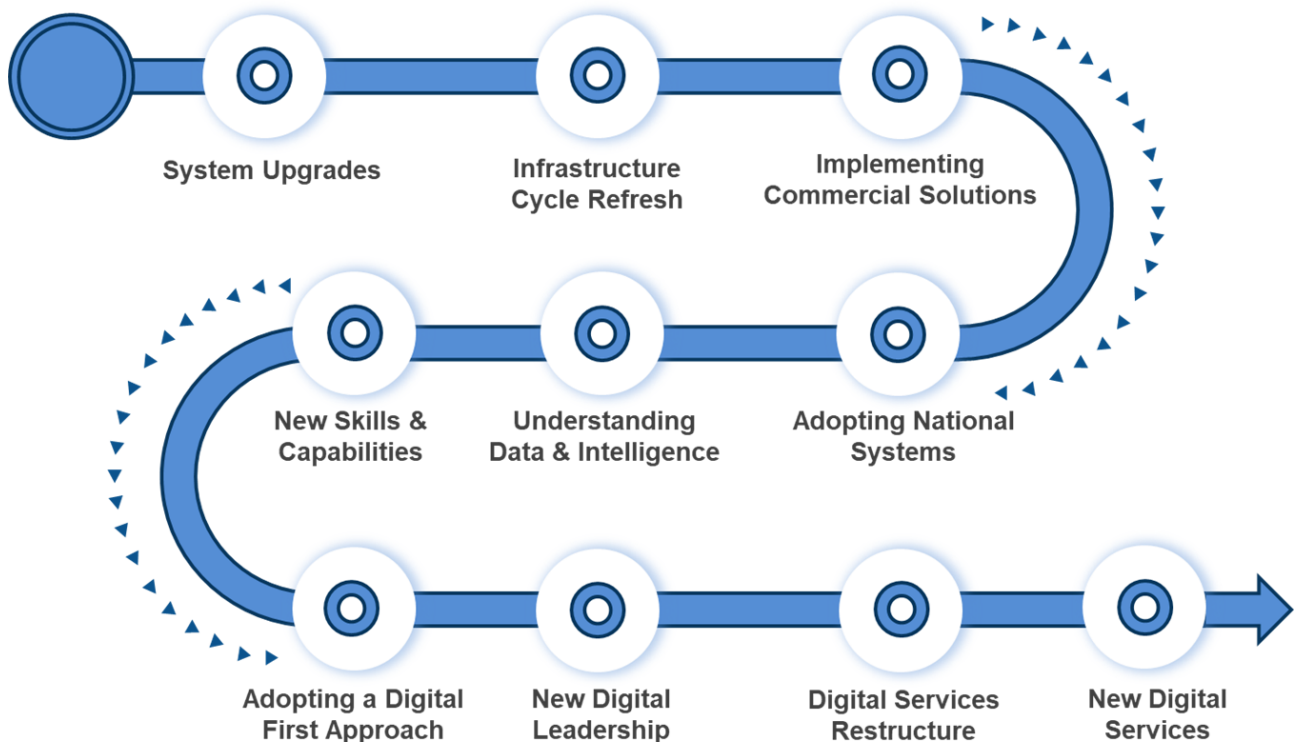 System Upgrades
Infrastructure
Cycle Refresh
Implementing
Commercial Solutions
New Skills &
Capabilities
Understanding
Data & Intelligence
Adopting National
Systems
Adopting a Digital
First Approach
New Digital
Leadership
Digital Services
Restructure
New Digital
Services